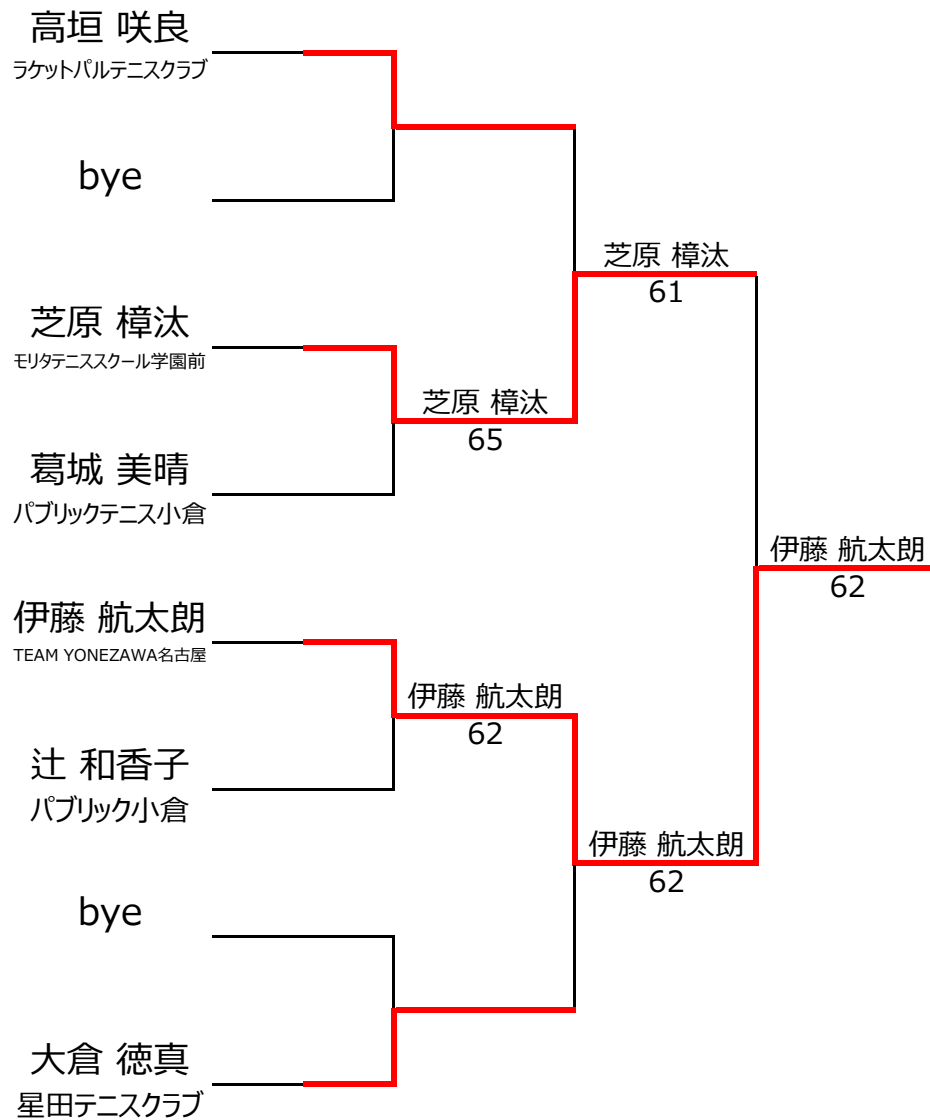 高垣 咲良
ラケットパルテニスクラブ
bye
芝原 樟汰
61
芝原 樟汰
モリタテニススクール学園前
芝原 樟汰
65
葛城 美晴
パブリックテニス小倉
伊藤 航太朗
62
伊藤 航太朗
TEAM YONEZAWA名古屋
伊藤 航太朗
62
辻 和香子
パブリック小倉
伊藤 航太朗
62
bye
大倉 徳真
星田テニスクラブ